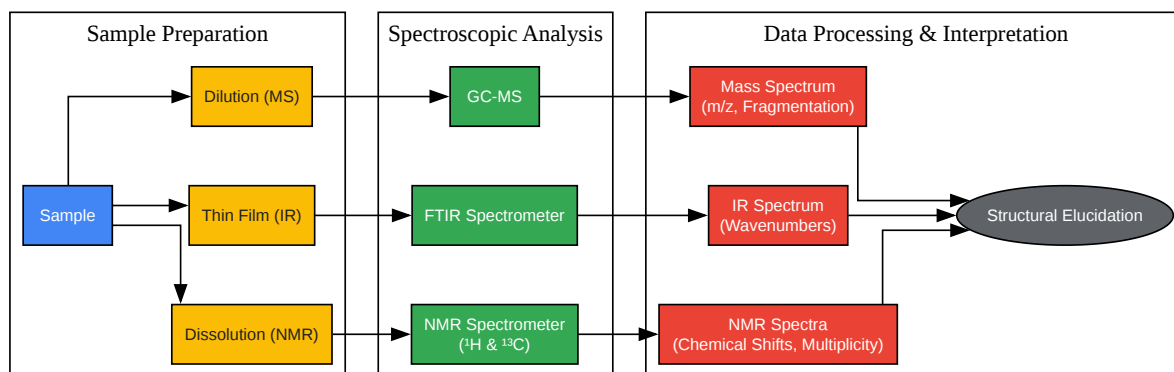 Sample Preparation
Spectroscopic Analysis
Data Processing & Interpretation
Dilution (MS)
GC-MS
Mass Spectrum
(m/z, Fragmentation)
Sample
Thin Film (IR)
FTIR Spectrometer
IR Spectrum
(Wavenumbers)
Structural Elucidation
Dissolution (NMR)
NMR Spectrometer
(¹H & ¹³C)
NMR Spectra
(Chemical Shifts, Multiplicity)